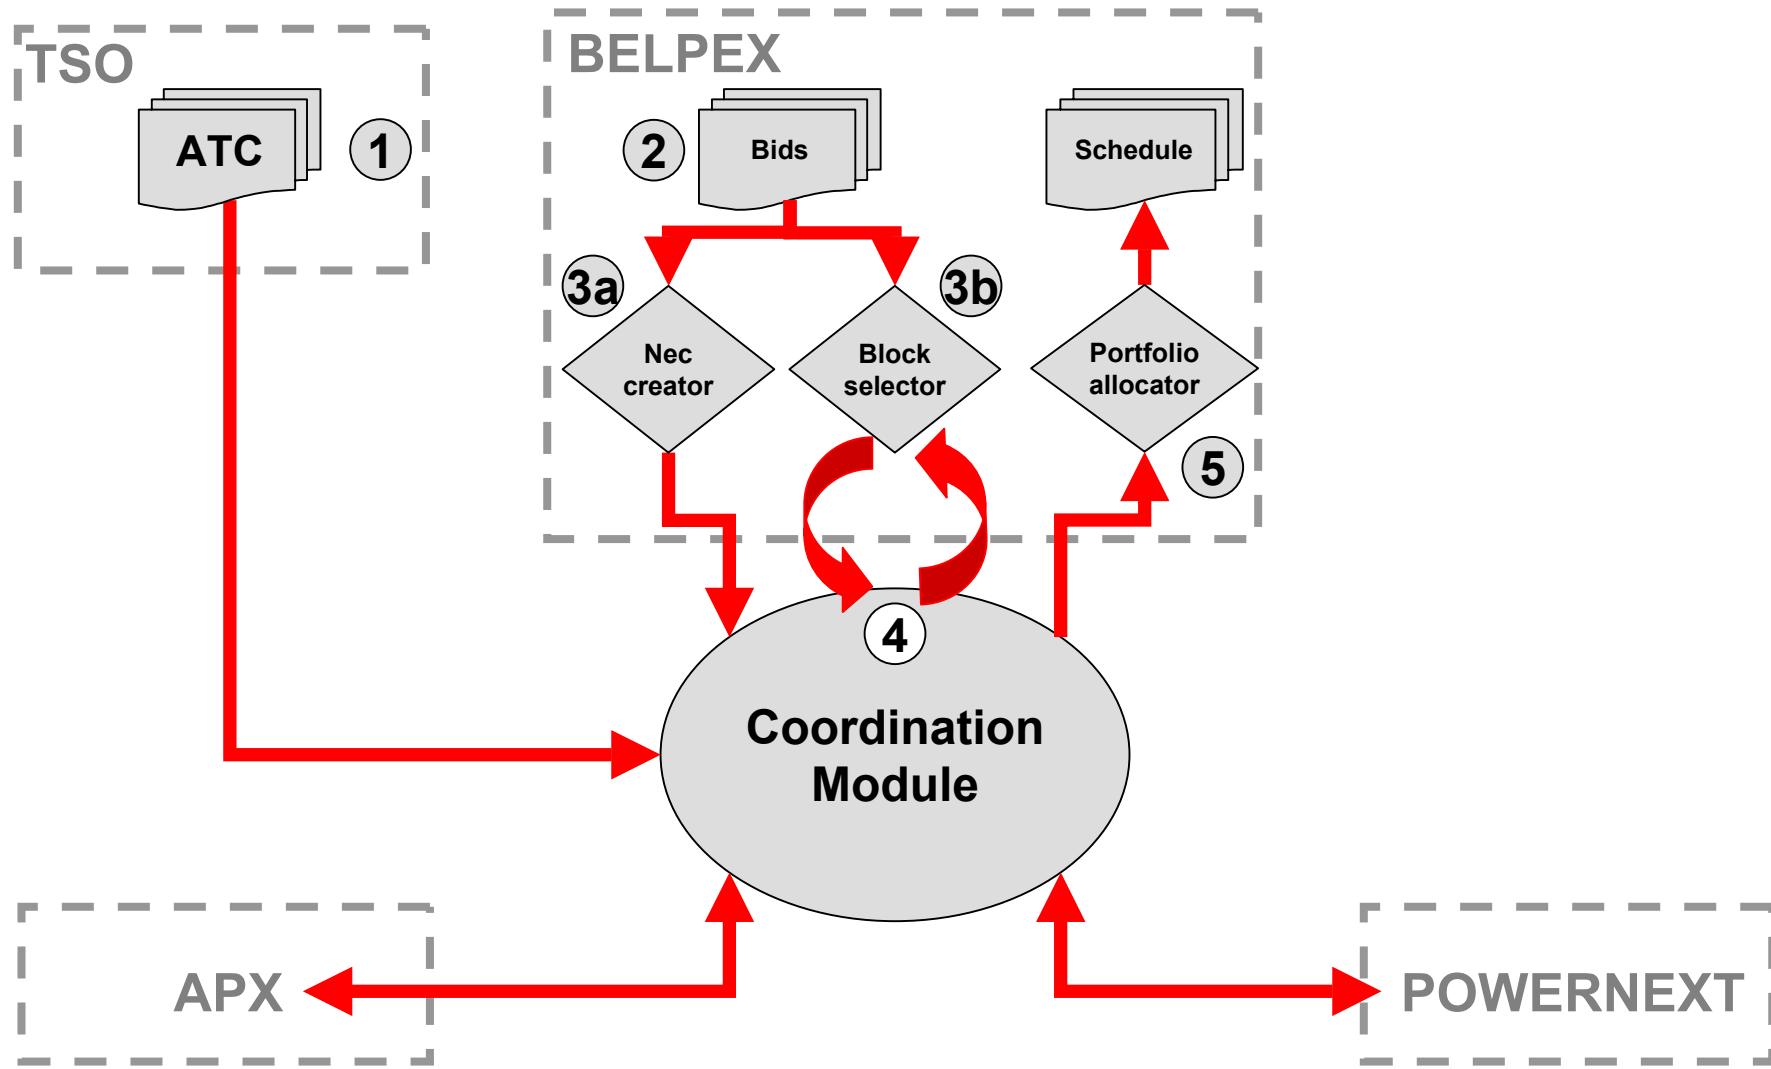 TSO
ATC
1
BELPEX
2
Bids
Schedule
3a
3b
Nec
creator
Block
selector
Portfolio
allocator
5
4
Coordination
Module
APX
POWERNEXT